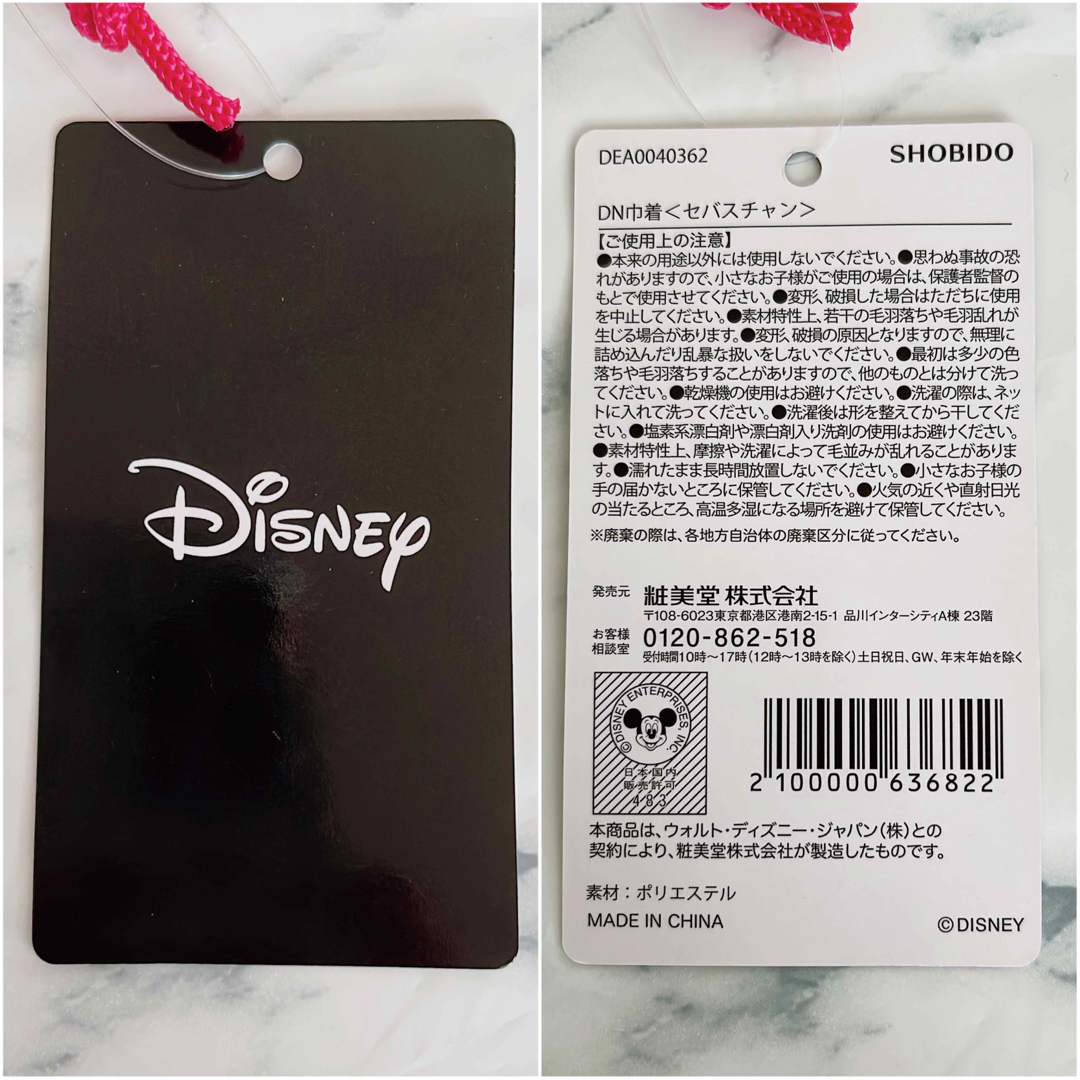 Disney
DEA0040362
SHOBIDO
DN巾着<セバスチャン>
【ご使用上の注意】
●本来の用途以外には使用しないでください。●思わぬ事故の恐
れがありますので、小さなお子様がご使用の場合は、保護者監督の
もとで使用させてください。●変形、破損した場合はただちに使用
を中止してください。●素材特性上、若干の毛羽落ちや毛羽乱れが
生じる場合があります。●変形、破損の原因となりますので、無理に
詰め込んだり乱暴な扱いをしないでください。●最初は多少の色
落ちや毛羽落ちすることがありますので、他のものとは分けて洗っ
てください。●乾燥機の使用はお避けください。●洗濯の際は、ネッ
トに入れて洗ってください。●洗濯後は形を整えてから干してくだ
さい。●塩素系漂白剤や漂白剤入り洗剤の使用はお避けください。
●素材特性上、摩擦や洗濯によって毛並みが乱れることがありま
す。●濡れたまま長時間放置しないでください。●小さなお子様の
手の届かないところに保管してください。●火気の近くや直射日光
の当たるところ、高温多湿になる場所を避けて保管してください。
※廃棄の際は、各地方自治体の廃棄区分に従ってください。
発売元 粧美堂 株式会社
〒108-6023東京都港区港南2-15-1 品川インターシティA棟 23階
お客様
相談室 0120-862-518
受付時間10時～17時(12時～13時を除く)土日祝日、GW、年末年始を除く
©DISNEY ENTERPRISES, INC.
日本・国内
販売許可
483
2 100000 636822
本商品は、ウォルト・ディズニー・ジャパン(株)との
契約により、粧美堂株式会社が製造したものです。
素材：ポリエステル
MADE IN CHINA
©DISNEY